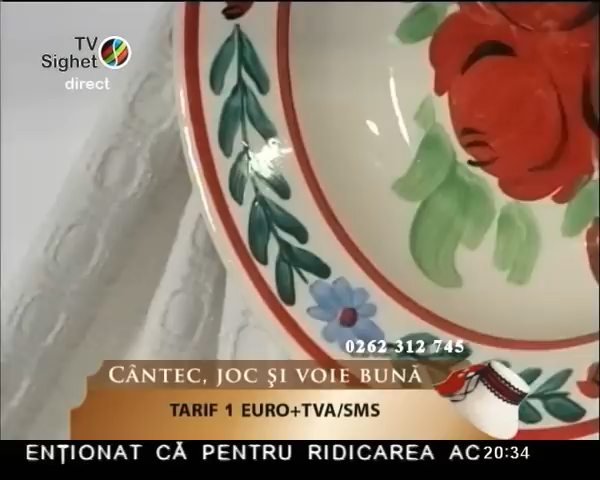 TV
Sighet
direct
0262 312 745
CÂNTEC, JOC ŞI VOIE BUNĂ
TARIF 1 EURO+TVA/SMS
ENȚIONAT CĂ PENTRU RIDICAREA AC 20:34